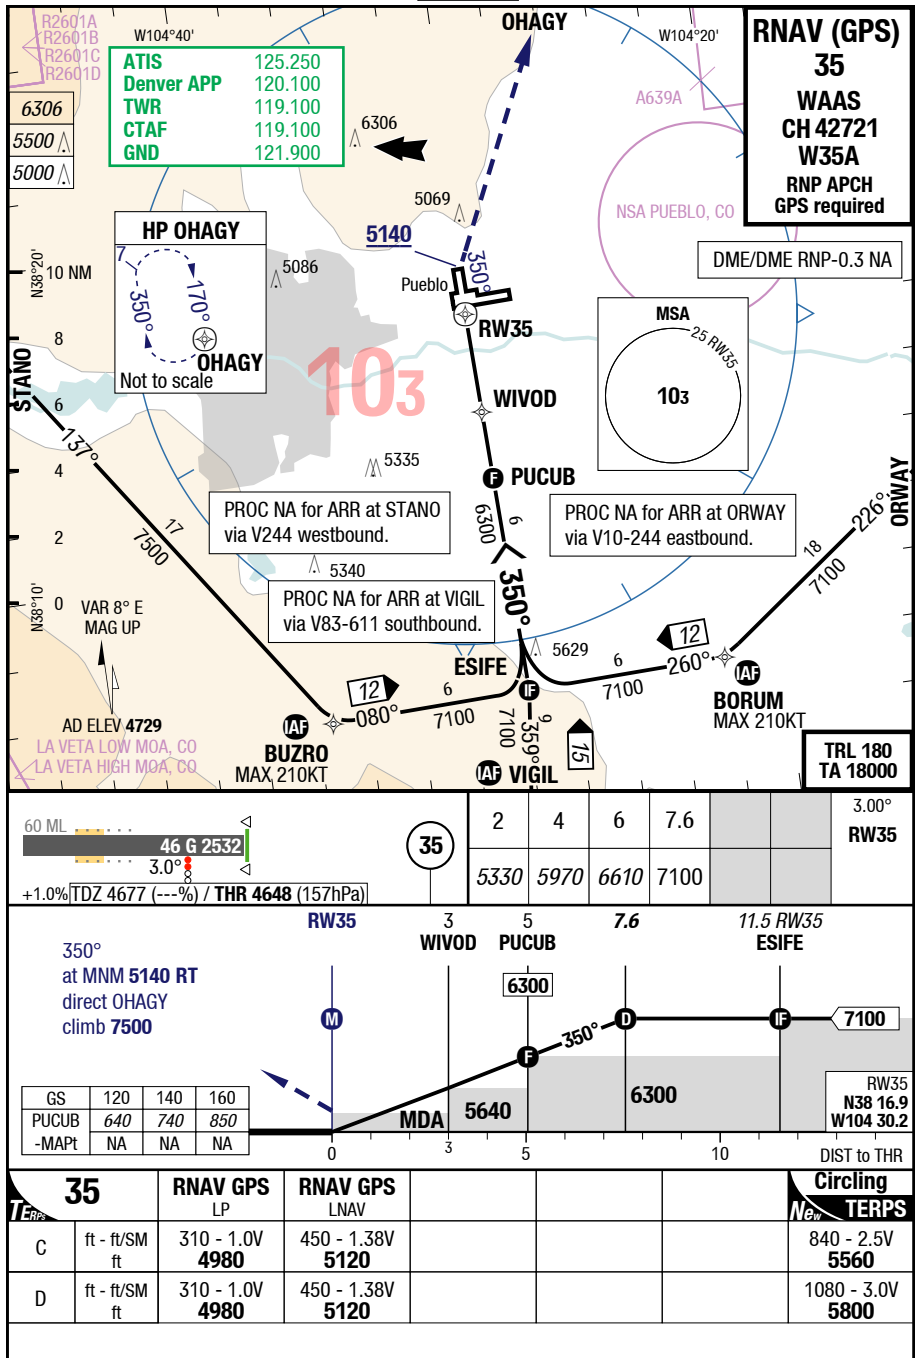 R2601A
R2601B
R2601C
R2601D
W104°40'
OHAGY
W104°20'
RNAV (GPS)
35
WAAS
CH 42721
W35A
RNP APCH
GPS required
ATIS 125.250
Denver APP 120.100
TWR 119.100
CTAF 119.100
GND 121.900
6306
5500
5000
6306
A639A
5069
NSA PUEBLO, CO
HP OHAGY
7
350°
170°
OHAGY
Not to scale
5140
350°
DME/DME RNP-0.3 NA
N38°20'
10 NM
5086
Pueblo
RW35
MSA
25 RW35
103
8
103
STANO
6
WIVOD
137°
4
5335
PUCUB
ORWAY
226°
17
7500
PROC NA for ARR at STANO
via V244 westbound.
6
6300
PROC NA for ARR at ORWAY
via V10-244 eastbound.
2
18
7100
5340
350°
N38°10'
0
VAR 8° E
MAG UP
PROC NA for ARR at VIGIL
via V83-611 southbound.
12
5629
ESIFE
6
7100
260°
12
080°
6
7100
IF
IAF
BORUM
MAX 210KT
AD ELEV 4729
IAF
BUZRO
MAX 210KT
9
7100
359°
15
LA VETA LOW MOA, CO
LA VETA HIGH MOA, CO
IAF VIGIL
TRL 180
TA 18000
60 ML
46 G 2532
3.0°
+1.0%
TDZ 4677 (---%) / THR 4648 (157hPa)
35
2 4 6 7.6
5330 5970 6610 7100
3.00°
RW35
RW35 3 5 7.6 11.5 RW35
WIVOD PUCUB ESIFE
350°
at MNM 5140 RT
direct OHAGY
climb 7500
6300
M
F
350°
D
IF
7100
MDA
5640
6300
RW35
N38 16.9
W104 30.2
GS 120 140 160
PUCUB 640 740 850
-MAPt NA NA NA
0 3 5 10 DIST to THR
TERPS
35
RNAV GPS
LP
RNAV GPS
LNAV
Circling
New TERPS
C ft - ft/SM 310 - 1.0V 450 - 1.38V 840 - 2.5V
ft 4980 5120 5560
D ft - ft/SM 310 - 1.0V 450 - 1.38V 1080 - 3.0V
ft 4980 5120 5800